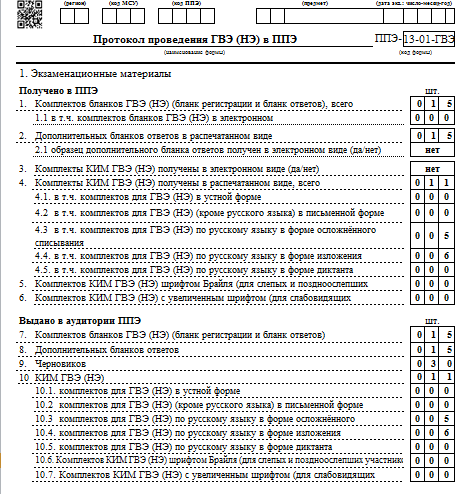 (регион) (код МСУ) (код ППЭ) (предмет) (дата экз.: число-месяц-год)
Протокол проведения ГВЭ (НЭ) в ППЭ ППЭ- 13-01-ГВЭ
(наименование формы) (код формы)
1. Экзаменационные материалы
Получено в ППЭ шт.
1. Комплектов бланков ГВЭ (НЭ) (бланк регистрации и бланк ответов), всего 0 1 5
1.1 в т.ч. комплектов бланков ГВЭ (НЭ) в электронном 0 0 0
2. Дополнительных бланков ответов в распечатанном виде 0 1 5
2.1 образец дополнительного бланка ответов получен в электронном виде (да/нет) нет
3. Комплекты КИМ ГВЭ (НЭ) получены в электронном виде (да/нет) нет
4. Комплекты КИМ ГВЭ (НЭ) получены в распечатанном виде, всего 0 1 1
4.1. в т.ч. комплектов для ГВЭ (НЭ) в устной форме 0 0 0
4.2 в т.ч. комплектов для ГВЭ (НЭ) (кроме русского языка) в письменной форме 0 0 0
4.3 в т.ч. комплектов для ГВЭ (НЭ) по русскому языку в форме осложнённого
списывания 0 0 5
4.4. в т.ч. комплектов для ГВЭ (НЭ) по русскому языку в форме изложения 0 0 6
4.5. в т.ч. комплектов для ГВЭ (НЭ) по русскому языку в форме диктанта 0 0 0
5. Комплектов КИМ ГВЭ (НЭ) шрифтом Брайля (для слепых и поздноослепших 0 0 0
6. Комплектов КИМ ГВЭ (НЭ) с увеличенным шрифтом (для слабовидящих 0 0 0
Выдано в аудитории ППЭ шт.
7. Комплектов бланков ГВЭ (НЭ) (бланк регистрации и бланк ответов) 0 1 5
8. Дополнительных бланков ответов 0 1 5
9. Черновиков 0 3 0
10 КИМ ГВЭ (НЭ) 0 1 1
10.1. комплектов для ГВЭ (НЭ) в устной форме 0 0 0
10.2 комплектов для ГВЭ (НЭ) (кроме русского языка) в письменной форме 0 0 0
10.3 комплектов для ГВЭ (НЭ) по русскому языку в форме осложнённого 0 0 5
10.4. комплектов для ГВЭ (НЭ) по русскому языку в форме изложения 0 0 6
10.5. комплектов для ГВЭ (НЭ) по русскому языку в форме диктанта 0 0 0
10.6. Комплектов КИМ ГВЭ (НЭ) шрифтом Брайля (для слепых и поздноослепших участнико 0 0 0
10.7. Комплектов КИМ ГВЭ (НЭ) с увеличенным шрифтом (для слабовидящих 0 0 0